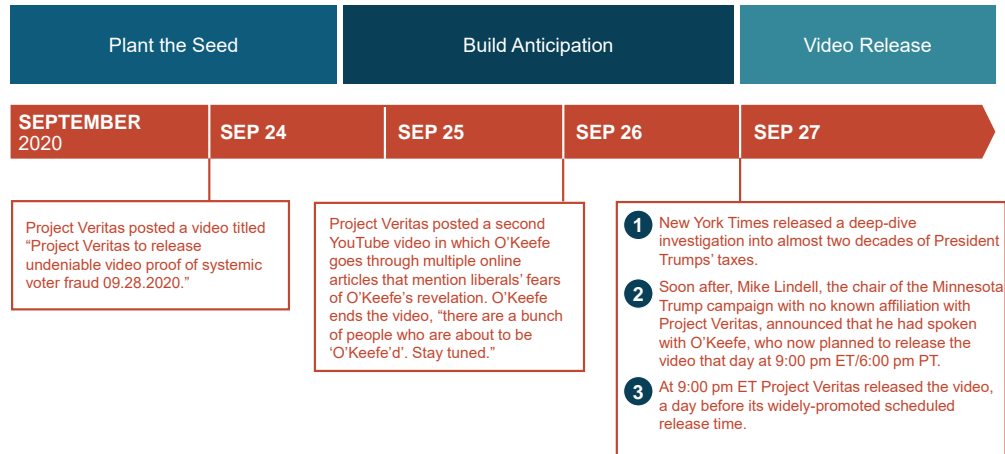 Plant the Seed
Build Anticipation
Video Release
SEPTEMBER
2020
SEP 24
SEP 25
SEP 26
SEP 27
Project Veritas posted a video titled
“Project Veritas to release
undeniable video proof of systemic
voter fraud 09.28.2020.”
Project Veritas posted a second
YouTube video in which O’Keefe
goes through multiple online
articles that mention liberals’ fears
of O’Keefe’s revelation. O’Keefe
ends the video, “there are a bunch
of people who are about to be
‘O’Keefe’d’. Stay tuned.”
1 New York Times released a deep-dive
investigation into almost two decades of President
Trumps’ taxes.
2 Soon after, Mike Lindell, the chair of the Minnesota
Trump campaign with no known affiliation with
Project Veritas, announced that he had spoken
with O’Keefe, who now planned to release the
video that day at 9:00 pm ET/6:00 pm PT.
3 At 9:00 pm ET Project Veritas released the video,
a day before its widely-promoted scheduled
release time.